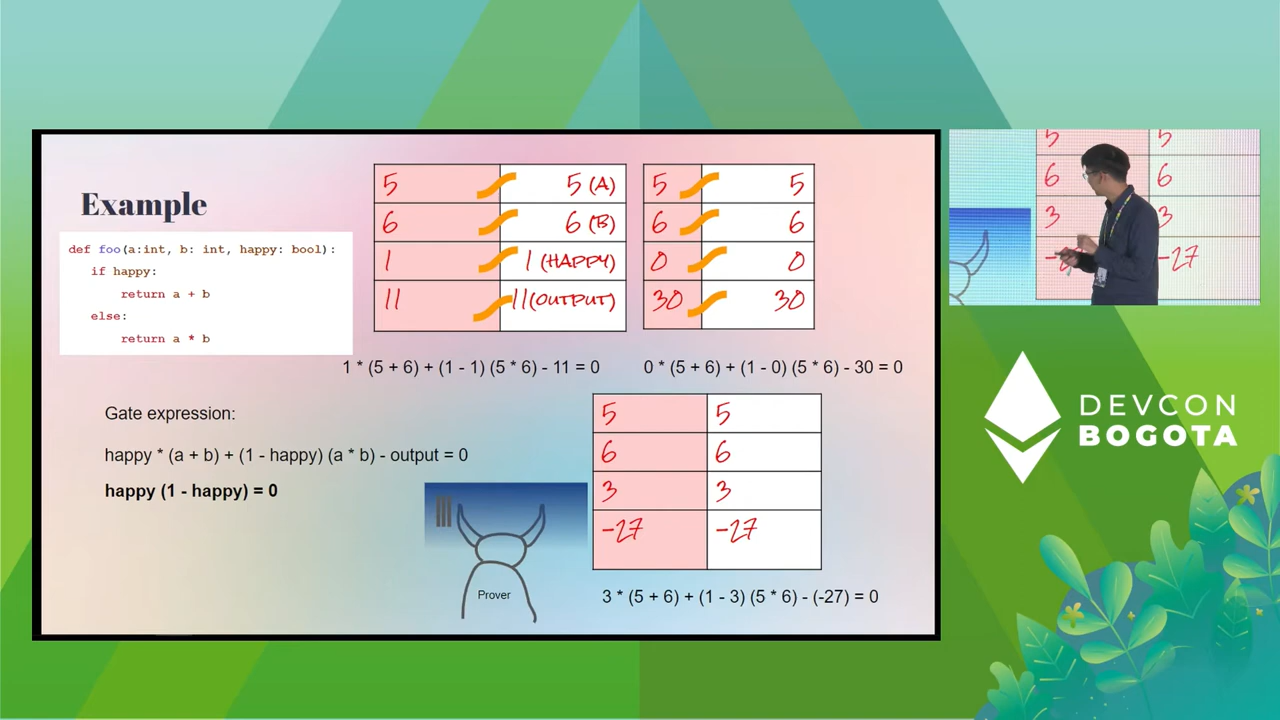 Example
def foo(a:int, b: int, happy: bool):
if happy:
return a + b
else:
return a * b
5 5 (A)
6 6 (B)
1 1 (HAPPY)
11 11(OUTPUT)
5 5
6 6
0 0
30 30
1 * (5 + 6) + (1 - 1) (5 * 6) - 11 = 0
0 * (5 + 6) + (1 - 0) (5 * 6) - 30 = 0
Gate expression:
happy * (a + b) + (1 - happy) (a * b) - output = 0
happy (1 - happy) = 0
Prover
5 5
6 6
3 3
-27 -27
3 * (5 + 6) + (1 - 3) (5 * 6) - (-27) = 0
5 5
6 6
3 3
-27
DEVCON
BOGOTA